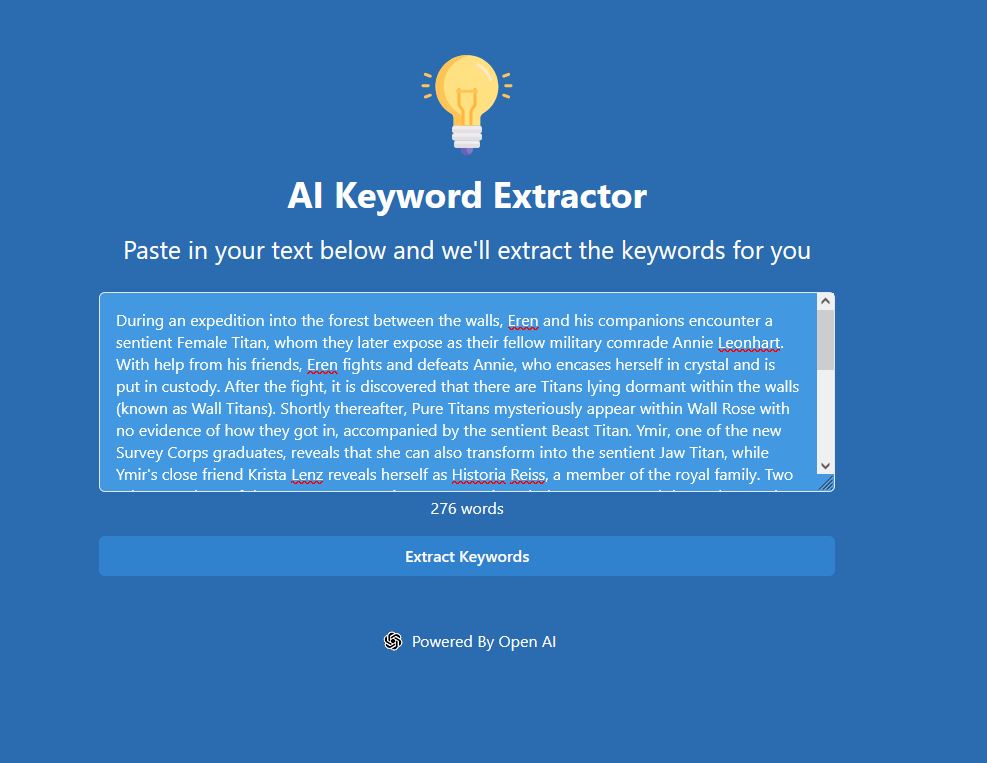 AI Keyword Extractor
Paste in your text below and we'll extract the keywords for you
During an expedition into the forest between the walls, Eren and his companions encounter a
sentient Female Titan, whom they later expose as their fellow military comrade Annie Leonhart.
With help from his friends, Eren fights and defeats Annie, who encases herself in crystal and is
put in custody. After the fight, it is discovered that there are Titans lying dormant within the walls
(known as Wall Titans). Shortly thereafter, Pure Titans mysteriously appear within Wall Rose with
no evidence of how they got in, accompanied by the sentient Beast Titan. Ymir, one of the new
Survey Corps graduates, reveals that she can also transform into the sentient Jaw Titan, while
Ymir's close friend Krista Lenz reveals herself as Historia Reiss, a member of the royal family. Two
276 words
Extract Keywords
Powered By Open AI